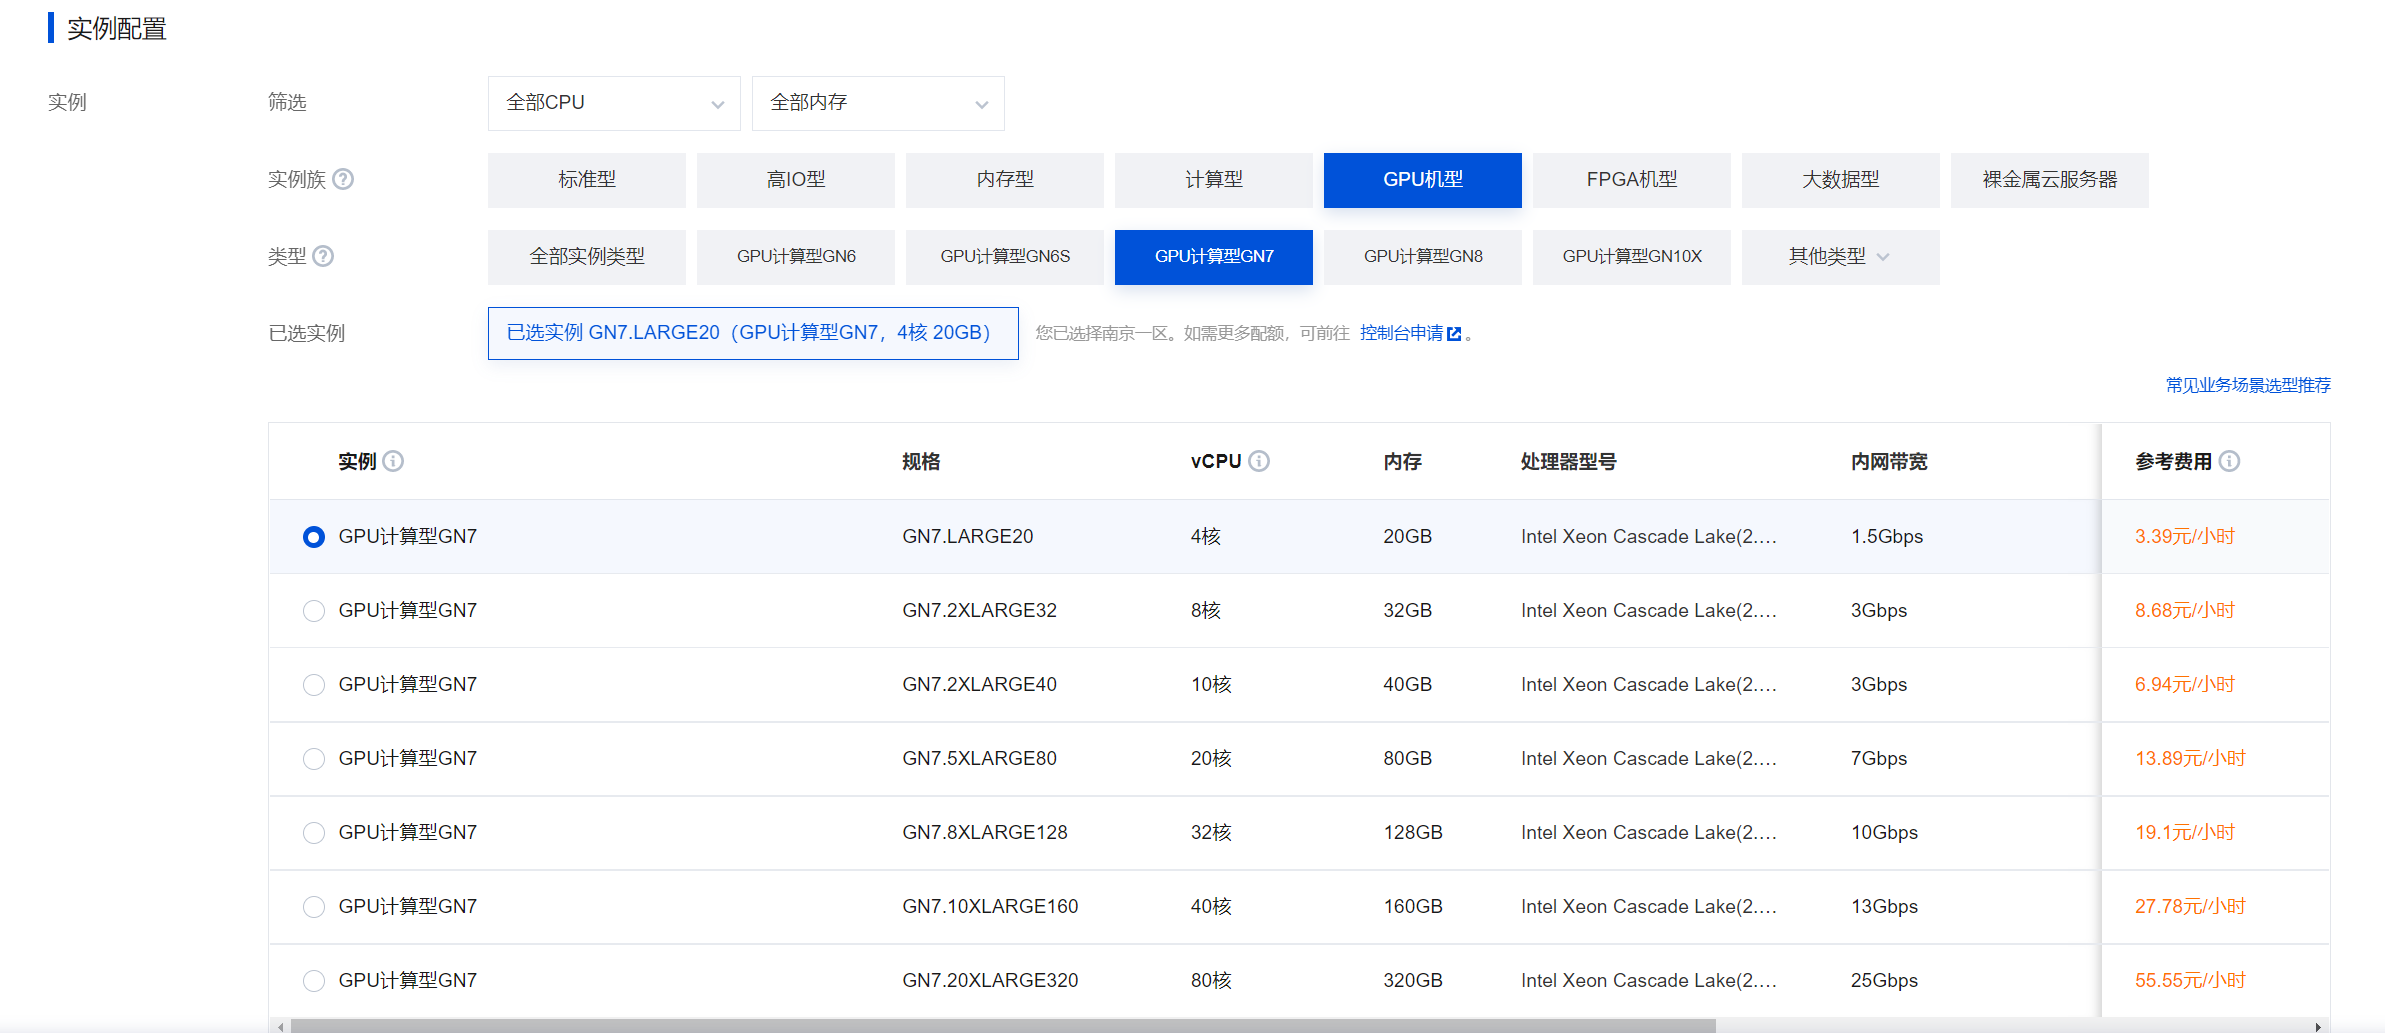 实例配置
实例 筛选 全部CPU 全部内存
实例族 标准型 高IO型 内存型 计算型 GPU机型 FPGA机型 大数据型 裸金属云服务器
类型 全部实例类型 GPU计算型GN6 GPU计算型GN6S GPU计算型GN7 GPU计算型GN8 GPU计算型GN10X 其他类型
已选实例 已选实例 GN7.LARGE20（GPU计算型GN7，4核 20GB） 您已选择南京一区。如需更多配额，可前往 控制台申请。
常见业务场景选型推荐
实例 规格 vCPU 内存 处理器型号 内网带宽 参考费用
GPU计算型GN7 GN7.LARGE20 4核 20GB Intel Xeon Cascade Lake(2.... 1.5Gbps 3.39元/小时
GPU计算型GN7 GN7.2XLARGE32 8核 32GB Intel Xeon Cascade Lake(2.... 3Gbps 8.68元/小时
GPU计算型GN7 GN7.2XLARGE40 10核 40GB Intel Xeon Cascade Lake(2.... 3Gbps 6.94元/小时
GPU计算型GN7 GN7.5XLARGE80 20核 80GB Intel Xeon Cascade Lake(2.... 7Gbps 13.89元/小时
GPU计算型GN7 GN7.8XLARGE128 32核 128GB Intel Xeon Cascade Lake(2.... 10Gbps 19.1元/小时
GPU计算型GN7 GN7.10XLARGE160 40核 160GB Intel Xeon Cascade Lake(2.... 13Gbps 27.78元/小时
GPU计算型GN7 GN7.20XLARGE320 80核 320GB Intel Xeon Cascade Lake(2.... 25Gbps 55.55元/小时